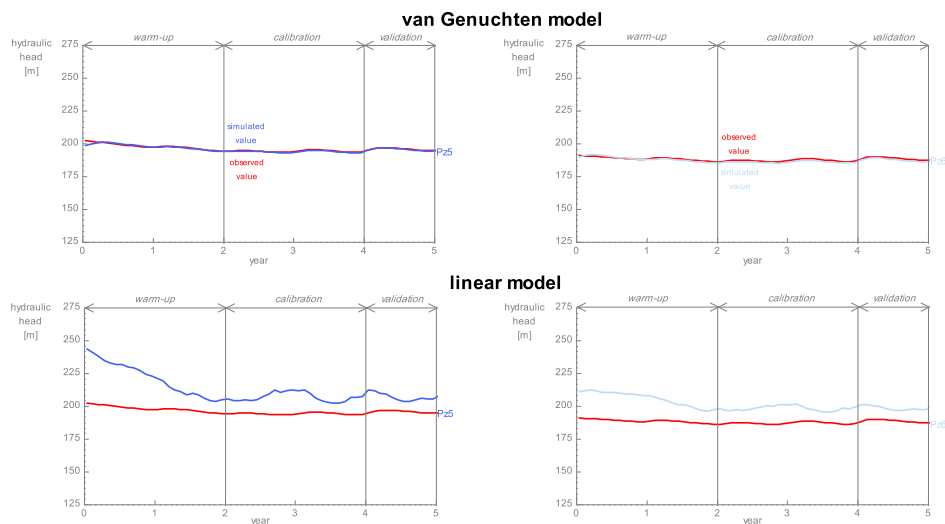 van Genuchten model
hydraulic
head
[m]
warm-up
calibration
validation
275
250
225
200
175
150
125
simulated
value
observed
value
Pz5
0
1
2
3
4
5
year
hydraulic
head
[m]
warm-up
calibration
validation
275
250
225
200
175
150
125
observed
value
simulated
value
0
1
2
3
4
5
year
linear model
hydraulic
head
[m]
warm-up
calibration
validation
275
250
225
200
175
150
125
Pz5
0
1
2
3
4
5
year
hydraulic
head
[m]
warm-up
calibration
validation
275
250
225
200
175
150
125
0
1
2
3
4
5
year